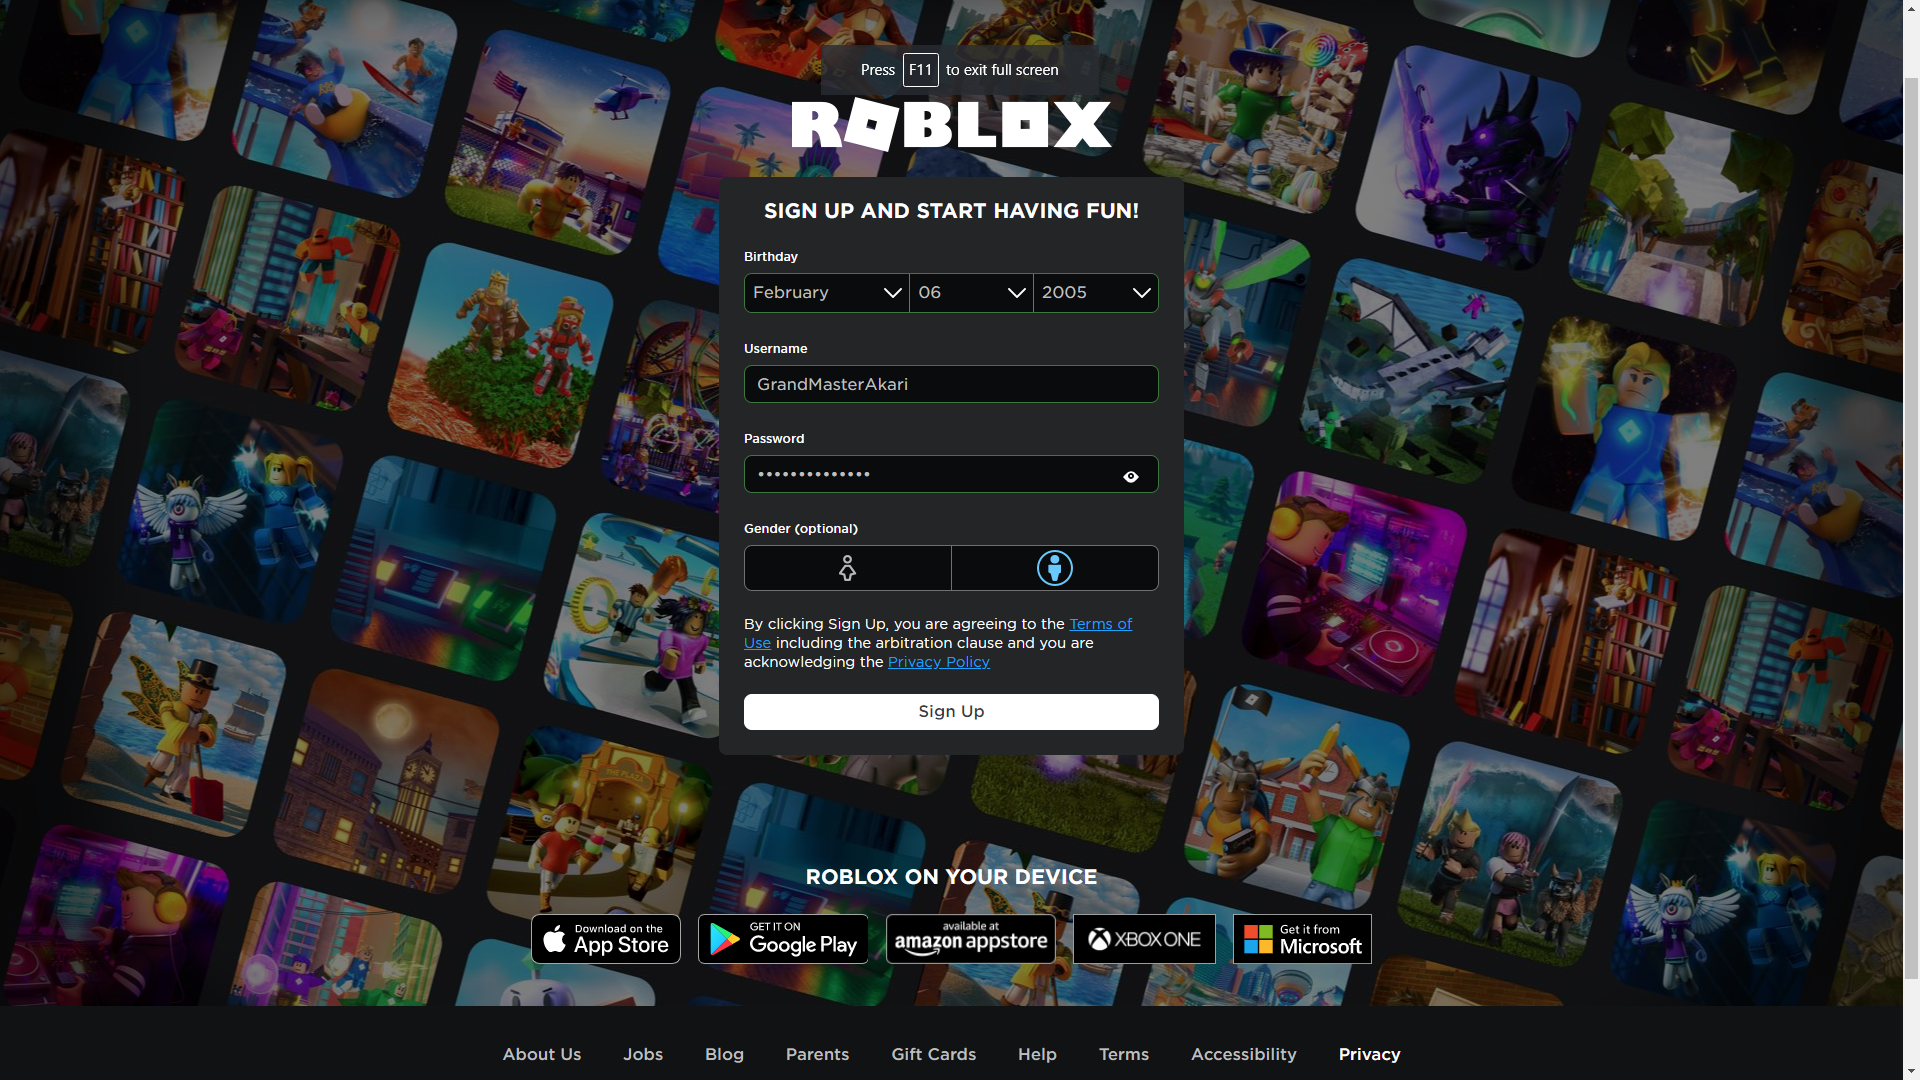 Press F11 to exit full screen
ROBLOX
SIGN UP AND START HAVING FUN!
Birthday
February 06 2005
Username
GrandMasterAkari
Password
••••••••••••••
Gender (optional)
By clicking Sign Up, you are agreeing to the Terms of
Use including the arbitration clause and you are
acknowledging the Privacy Policy
Sign Up
THE PLAZA
ROBLOX ON YOUR DEVICE
Download on the
App Store
GET IT ON
Google Play
available at
amazon appstore
XBOX ONE
Get it from
Microsoft
About Us Jobs Blog Parents Gift Cards Help Terms Accessibility Privacy